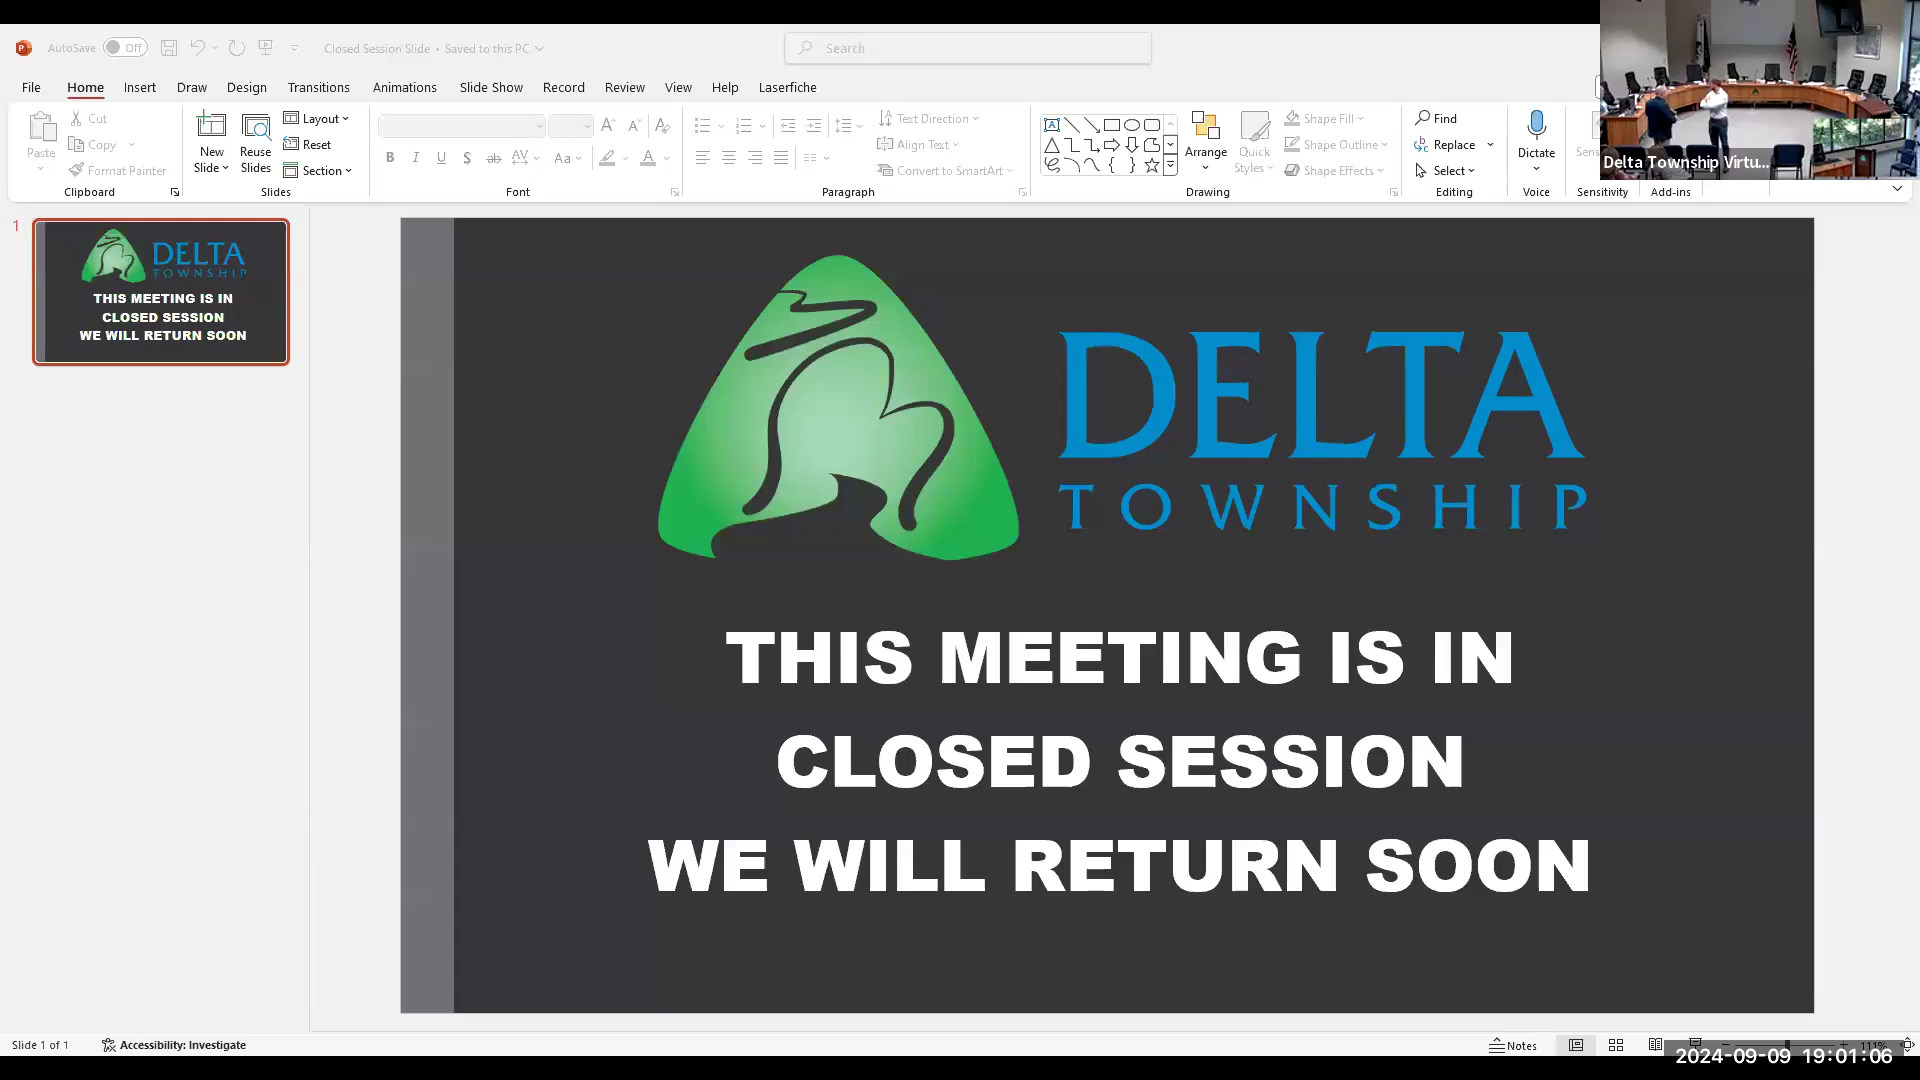 AutoSave Off Closed Session Slide • Saved to this PC Search
File Home Insert Draw Design Transitions Animations Slide Show Record Review View Help Laserfiche
Paste Cut Copy Format Painter
Clipboard
New Slide Reuse Slides Layout Reset Section
Slides
B I U S ab AV Aa A
Font
Text Direction
Align Text
Convert to SmartArt
Paragraph
Arrange Quick Styles Shape Fill Shape Outline Shape Effects
Drawing
Find
Replace
Select
Editing
Dictate
Voice
Sensitivity
Add-ins
Delta Township Virtu...
1
DELTA
TOWNSHIP
THIS MEETING IS IN
CLOSED SESSION
WE WILL RETURN SOON
DELTA
TOWNSHIP
THIS MEETING IS IN
CLOSED SESSION
WE WILL RETURN SOON
Slide 1 of 1 Accessibility: Investigate Notes 111%
2024-09-09 19:01:06